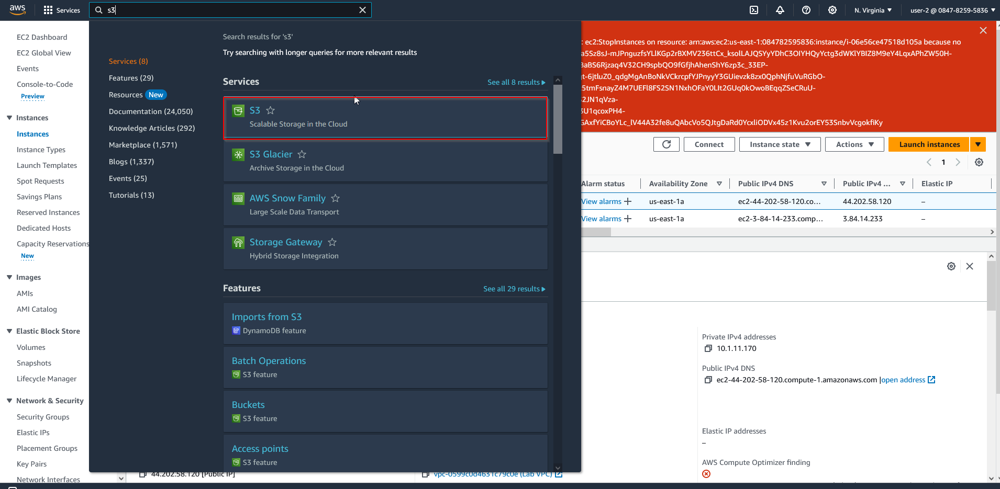 aws
Services
s3
N. Virginia
user-2 @ 0847-8259-5836
EC2 Dashboard
EC2 Global View
Events
Console-to-Code
Preview
Instances
Instances
Instance Types
Launch Templates
Spot Requests
Savings Plans
Reserved Instances
Dedicated Hosts
Capacity Reservations
New
Images
AMIs
AMI Catalog
Elastic Block Store
Volumes
Snapshots
Lifecycle Manager
Network & Security
Security Groups
Elastic IPs
Placement Groups
Key Pairs
Network Interfaces
Services (8)
Features (29)
Resources New
Documentation (24,050)
Knowledge Articles (292)
Marketplace (1,571)
Blogs (1,337)
Events (25)
Tutorials (13)
Search results for 's3'
Try searching with longer queries for more relevant results
Services
See all 8 results
S3
Scalable Storage in the Cloud
S3 Glacier
Archive Storage in the Cloud
AWS Snow Family
Large Scale Data Transport
Storage Gateway
Hybrid Storage Integration
Features
See all 29 results
Imports from S3
DynamoDB feature
Batch Operations
S3 feature
Buckets
S3 feature
Access points
S3 feature
: ec2:StopInstances on resource: arn:aws:ec2:us-east-1:084782595836:instance/i-06e56ce47518d105a because no
Connect
Instance state
Actions
Launch instances
1
Alarm status
Availability Zone
Public IPv4 DNS
Public IPv4 ...
Elastic IP
View alarms +
us-east-1a
ec2-44-202-58-120.co...
44.202.58.120
–
View alarms +
us-east-1a
ec2-3-84-14-233.comp...
3.84.14.233
–
Private IPv4 addresses
10.1.11.170
Public IPv4 DNS
ec2-44-202-58-120.compute-1.amazonaws.com |open address
Elastic IP addresses
–
AWS Compute Optimizer finding
44.202.58.120 [Public IP]
vpc-0599c0d4631c79c0e (Lab VPC)